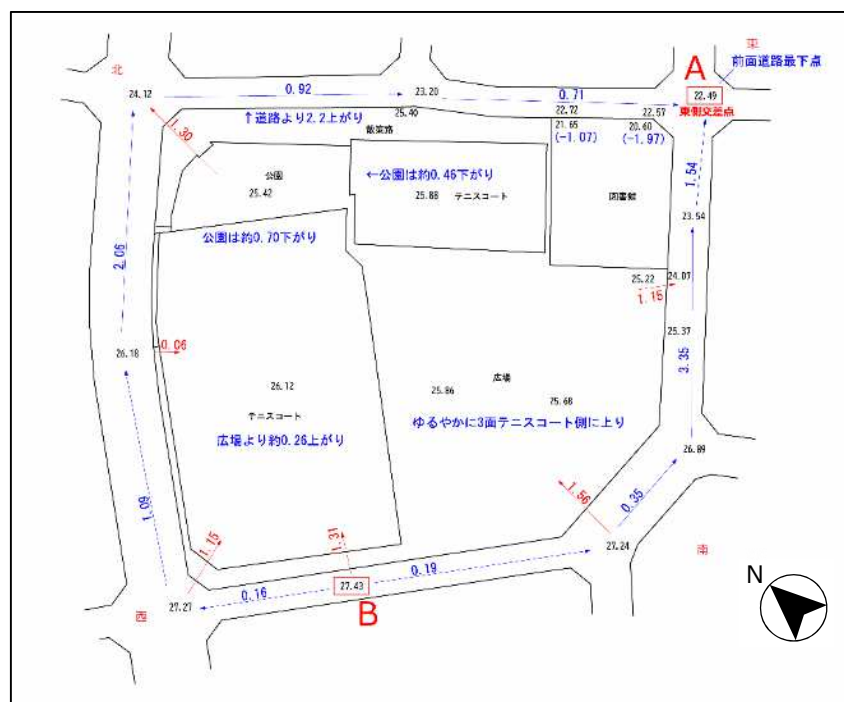 A
東
前面道路最下点
北
24.12
0.92
23.20
0.71
22.49
東側交差点
1.30
↑道路より2.2上がり
25.40
散策路
22.72
22.57
21.65
20.60
(-1.07)
(-1.97)
公園
25.42
←公園は約0.46下がり
25.88
テニスコート
図書館
1.54
23.54
公園は約0.70下がり
2.06
25.22
24.07
1.15
25.37
26.18
0.06
3.35
26.12
テニスコート
広場より約0.26上がり
25.86
広場
75.68
ゆるやかに3面テニスコート側に上り
26.89
1.09
1.15
1.31
1.56
0.35
27.24
南
27.43
0.19
0.16
27.27
西
B
N